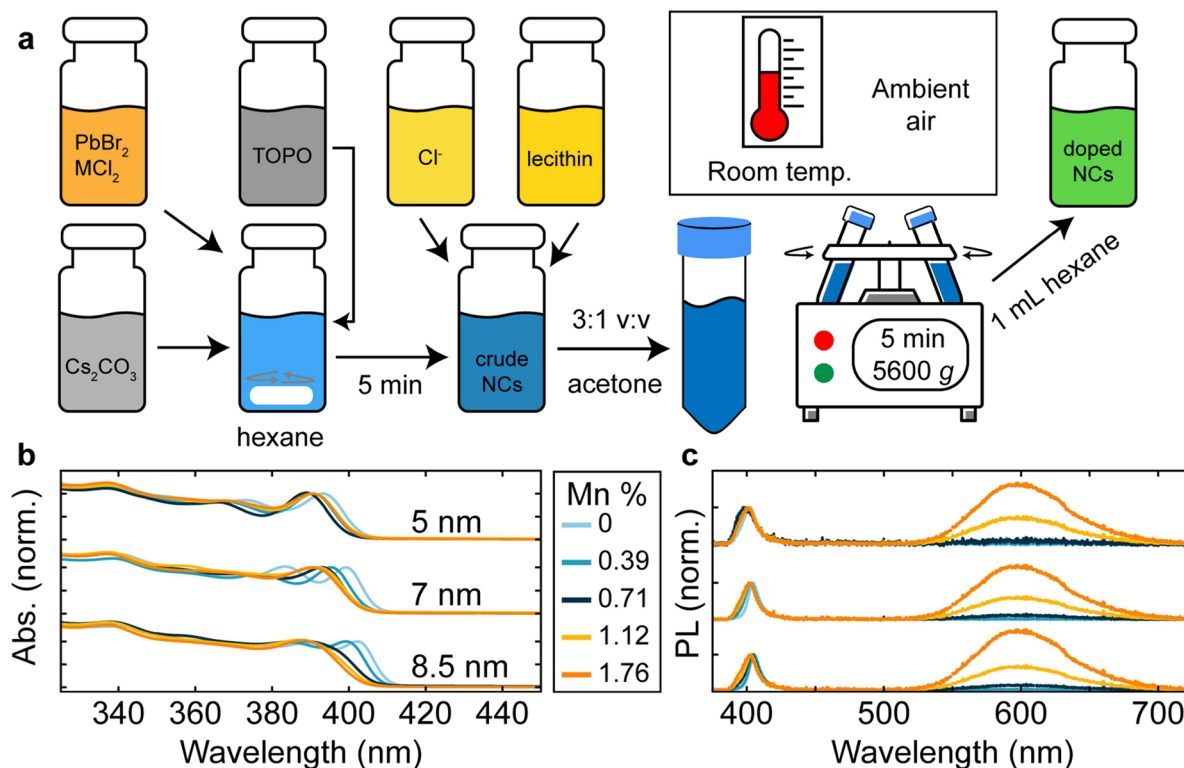 a
PbBr₂
MCl₂
TOPO
Cl⁻
lecithin
Room temp.
Ambient
air
doped
NCs
Cs₂CO₃
hexane
5 min
crude
NCs
3:1 v:v
acetone
5 min
5600 g
1 mL hexane
b
Abs. (norm.)
5 nm
7 nm
8.5 nm
340 360 380 400 420 440
Wavelength (nm)
Mn %
0
0.39
0.71
1.12
1.76
c
PL (norm.)
400 500 600 700
Wavelength (nm)